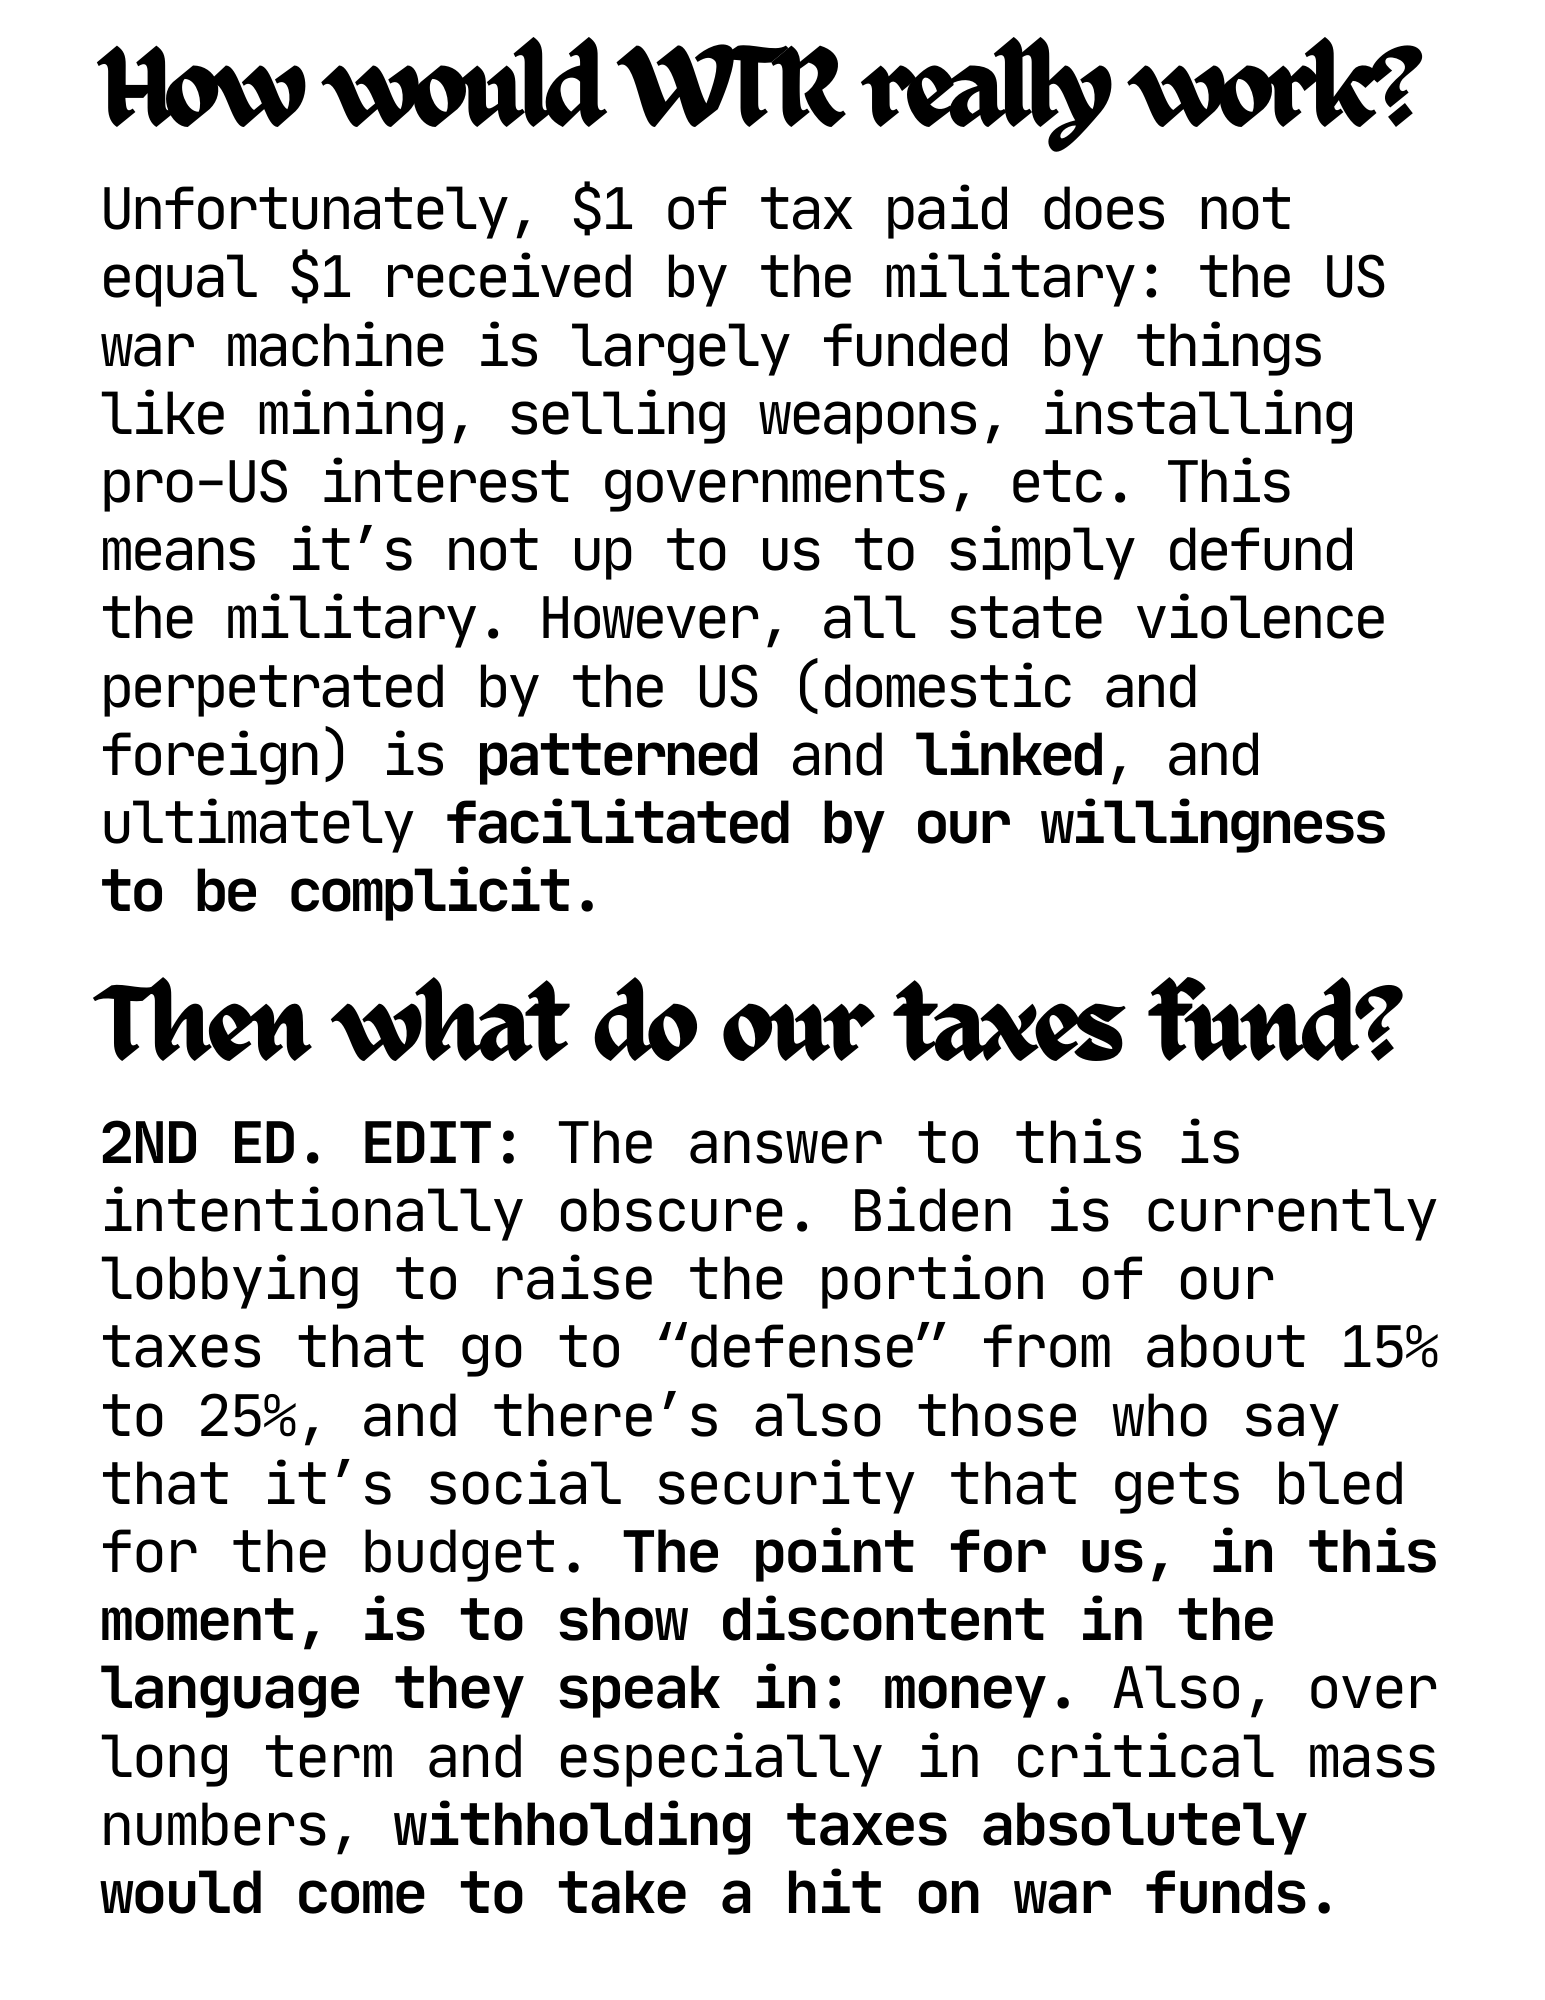 How would WTR really work?
Unfortunately, $1 of tax paid does not
equal $1 received by the military: the US
war machine is largely funded by things
like mining, selling weapons, installing
pro-US interest governments, etc. This
means it’s not up to us to simply defund
the military. However, all state violence
perpetrated by the US (domestic and
foreign) is patterned and linked, and
ultimately facilitated by our willingness
to be complicit.
Then what do our taxes fund?
2ND ED. EDIT: The answer to this is
intentionally obscure. Biden is currently
lobbying to raise the portion of our
taxes that go to “defense” from about 15%
to 25%, and there’s also those who say
that it’s social security that gets bled
for the budget. The point for us, in this
moment, is to show discontent in the
language they speak in: money. Also, over
long term and especially in critical mass
numbers, withholding taxes absolutely
would come to take a hit on war funds.